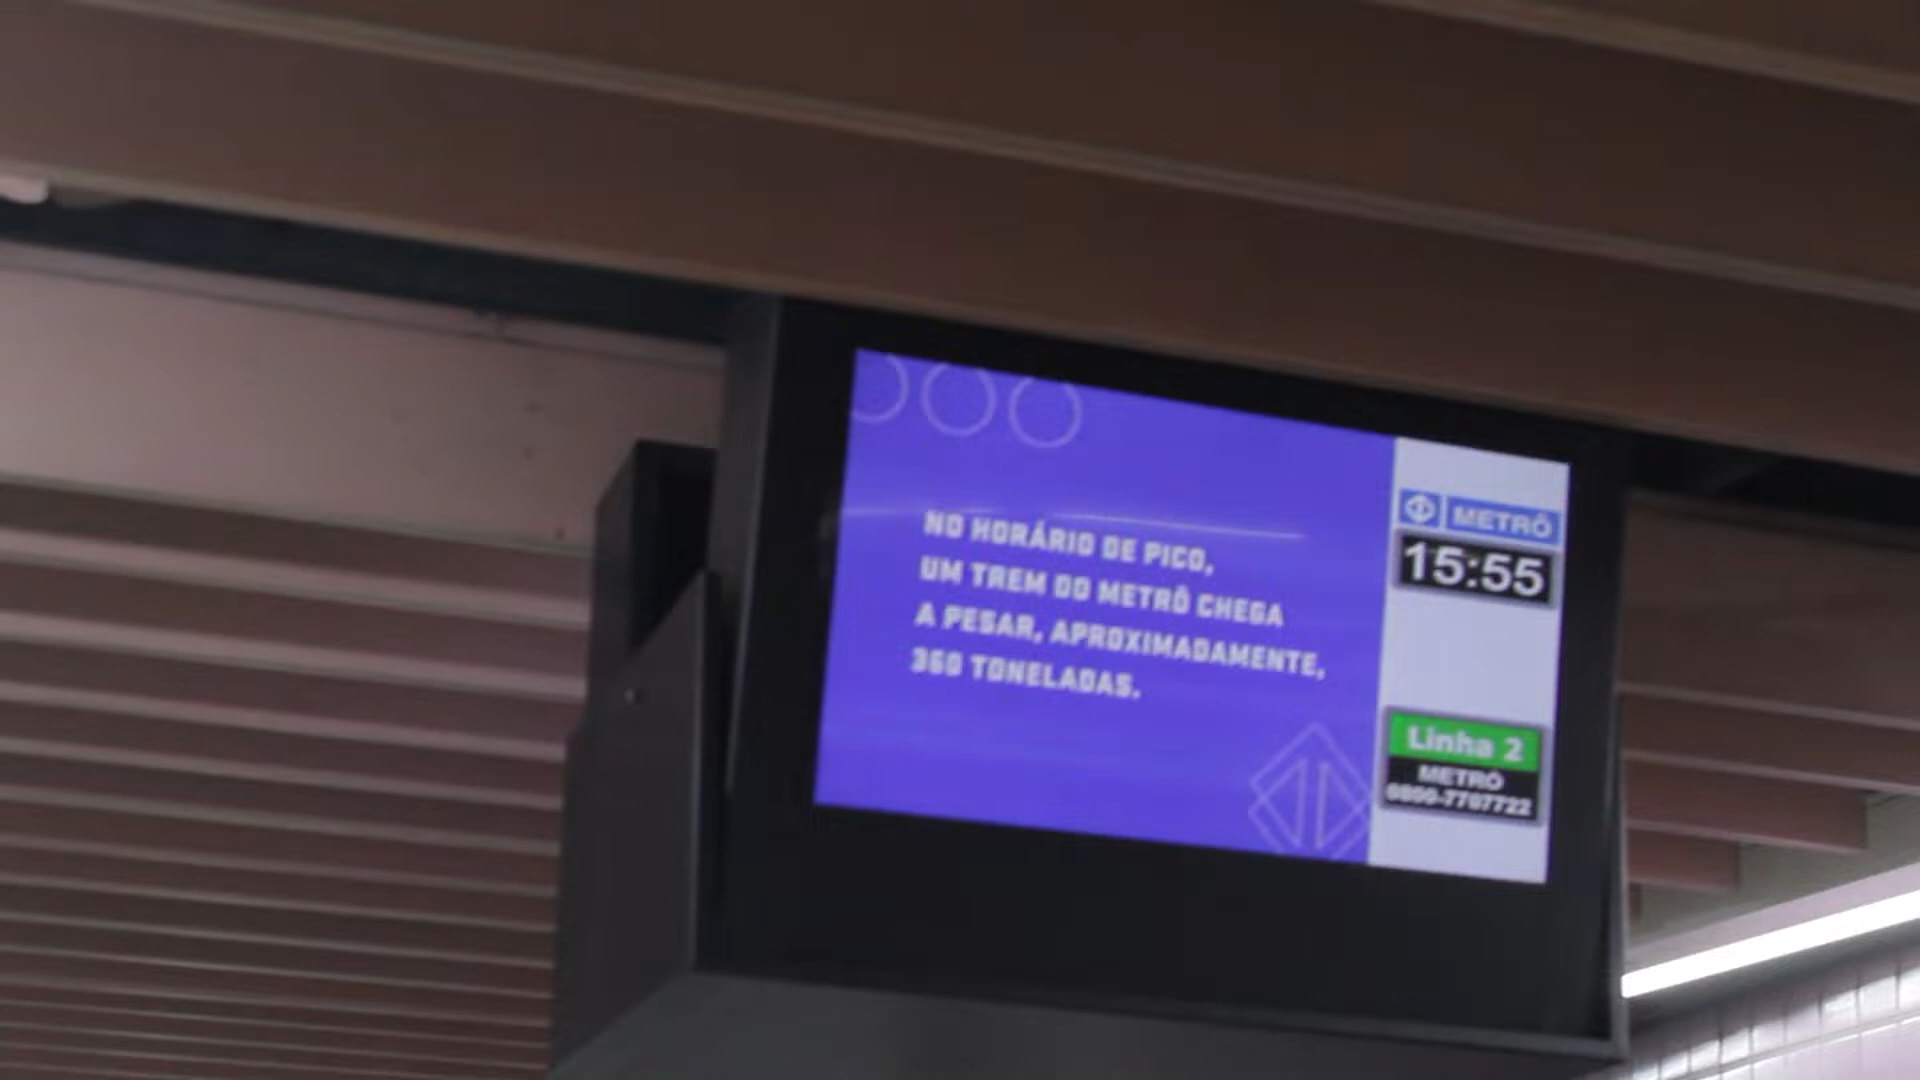 NO HORÁRIO DE PICO,
UM TREM DO METRÔ CHEGA
A PESAR, APROXIMADAMENTE,
360 TONELADAS.
METRÔ
15:55
Linha 2
METRÔ
0800-7707722